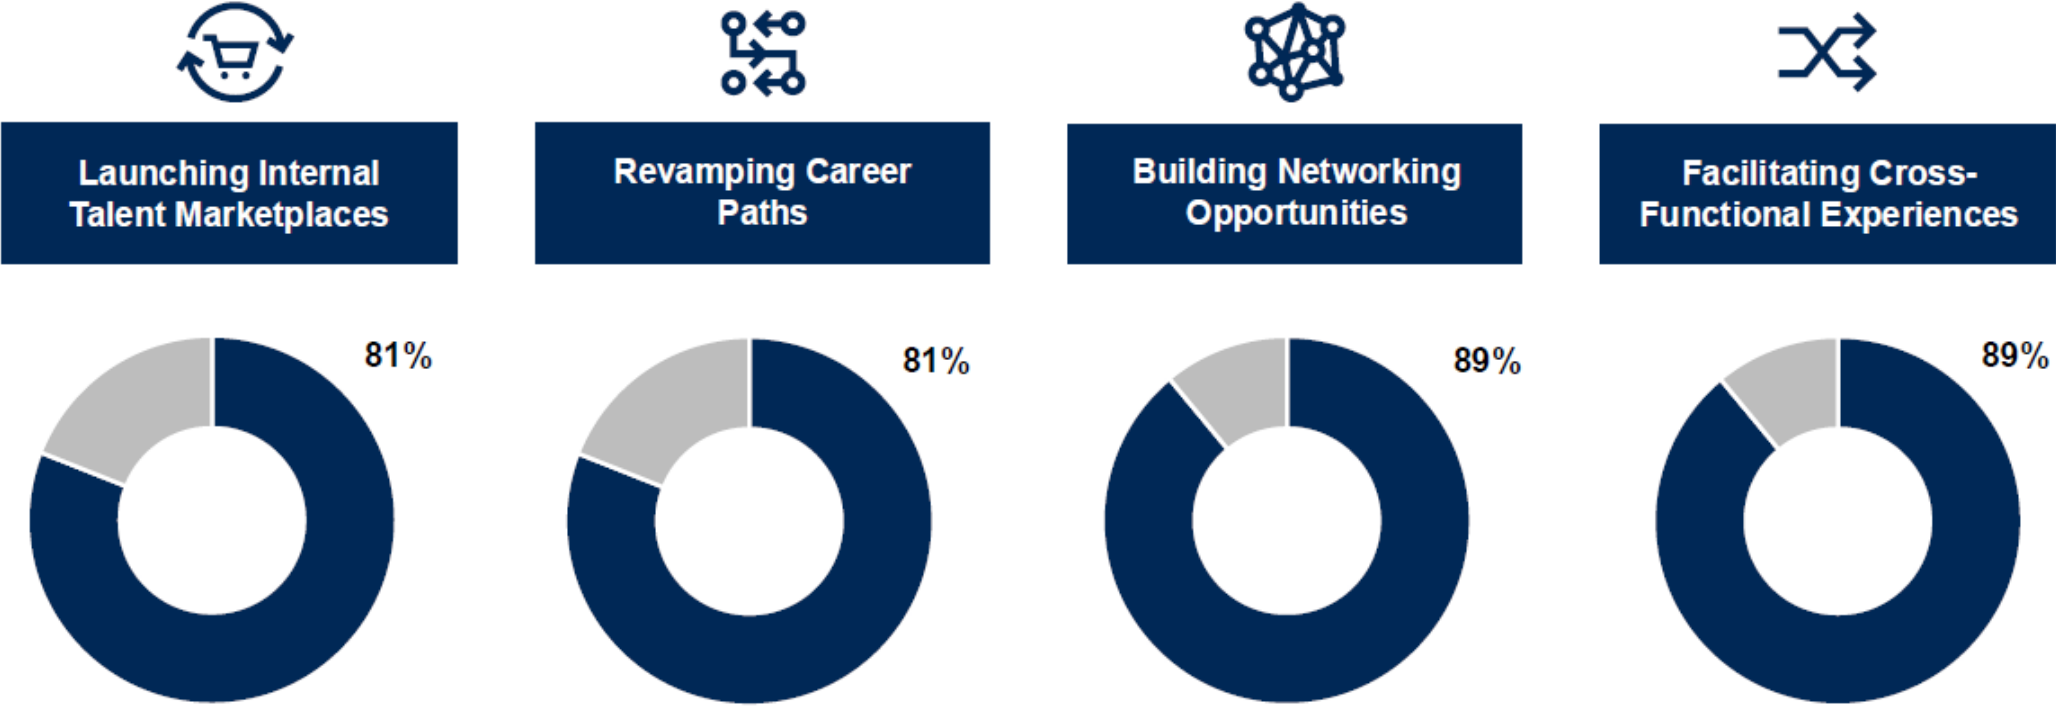 Launching Internal
Talent Marketplaces
Revamping Career
Paths
Building Networking
Opportunities
Facilitating Cross-
Functional Experiences
81%
81%
89%
89%